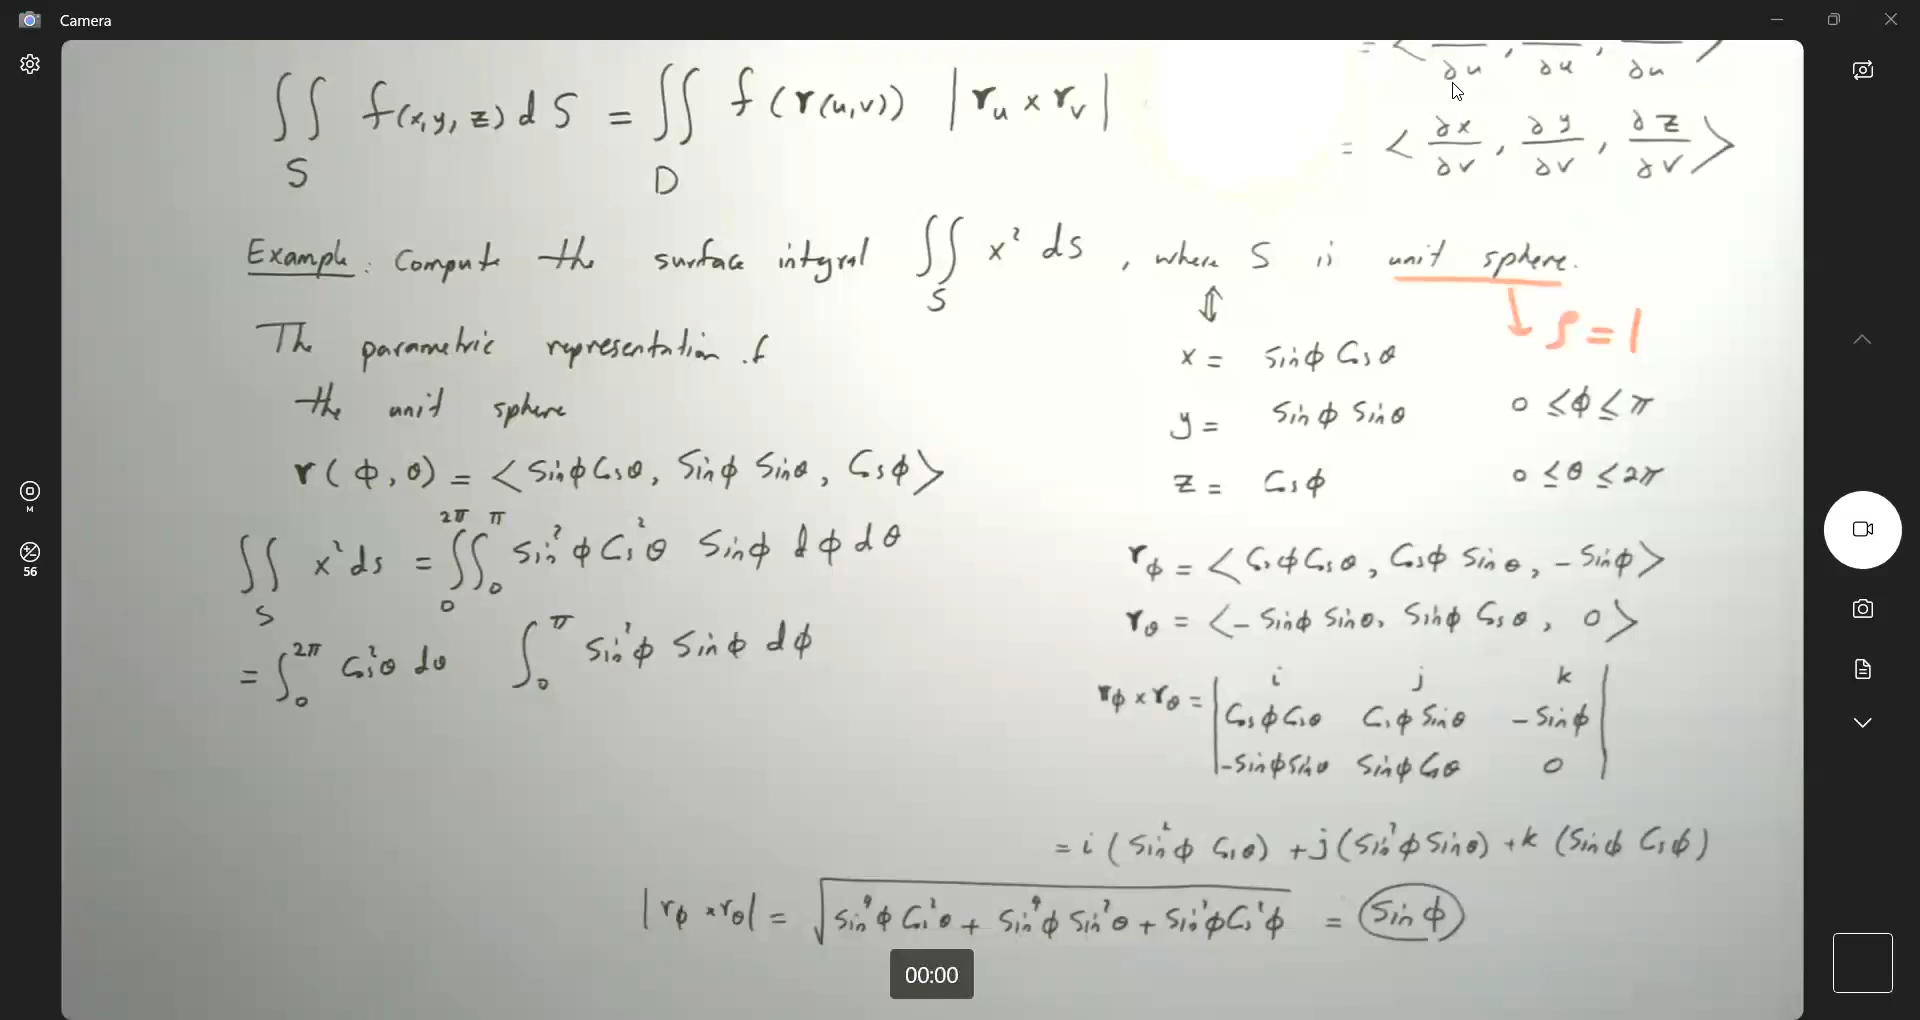 Camera
= < ∂u , ∂u , ∂u >
∬_S f(x,y,z) dS = ∬_D f(r(u,v)) |r_u × r_v|
= < ∂x/∂v , ∂y/∂v , ∂z/∂v >
Example: Compute the surface integral ∬_S x² ds , where S is unit sphere.
⇕
↓ ρ = 1
The parametric representation of
the unit sphere
x = Sinφ Cosθ
y = Sinφ Sinθ 0 ≤ φ ≤ π
z = Cosφ 0 ≤ θ ≤ 2π
r(φ,θ) = < Sinφ Cosθ, Sinφ Sinθ, Cosφ >
∬_S x² ds = ∫_0^2π ∫_0^π Sin²φ Cos²θ Sinφ dφ dθ
= ∫_0^2π Cos²θ dθ ∫_0^π Sin²φ Sinφ dφ
r_φ = < Cosφ Cosθ, Cosφ Sinθ, -Sinφ >
r_θ = < -Sinφ Sinθ, Sinφ Cosθ, 0 >
r_φ × r_θ = | i j k
Cosφ Cosθ Cosφ Sinθ -Sinφ
-Sinφ Sinθ Sinφ Cosθ 0 |
= i (Sin²φ Cosθ) + j (Sin²φ Sinθ) + k (Sinφ Cosφ)
|r_φ × r_θ| = √(Sin⁴φ Cos²θ + Sin⁴φ Sin²θ + Sin²φ Cos²φ) = Sinφ
M
56
00:00